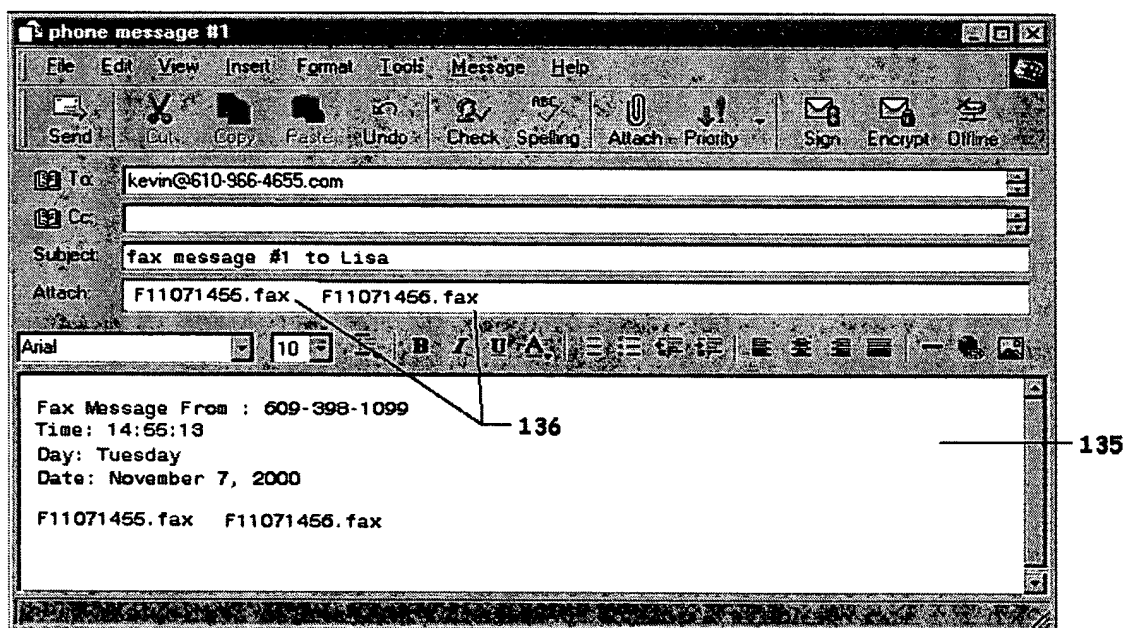 phone message #1
File Edit View Insert Format Tools Message Help
Send Cut Copy Paste Undo Check Spelling Attach Priority Sign Encrypt Offline
ABC
To: kevin@610-966-4655.com
Cc:
Subject: fax message #1 to Lisa
Attach: F11071455.fax F11071456.fax
Arial 10 B I U A
Fax Message From : 609-398-1099
Time: 14:55:13
Day: Tuesday
Date: November 7, 2000
F11071455.fax F11071456.fax
136
135